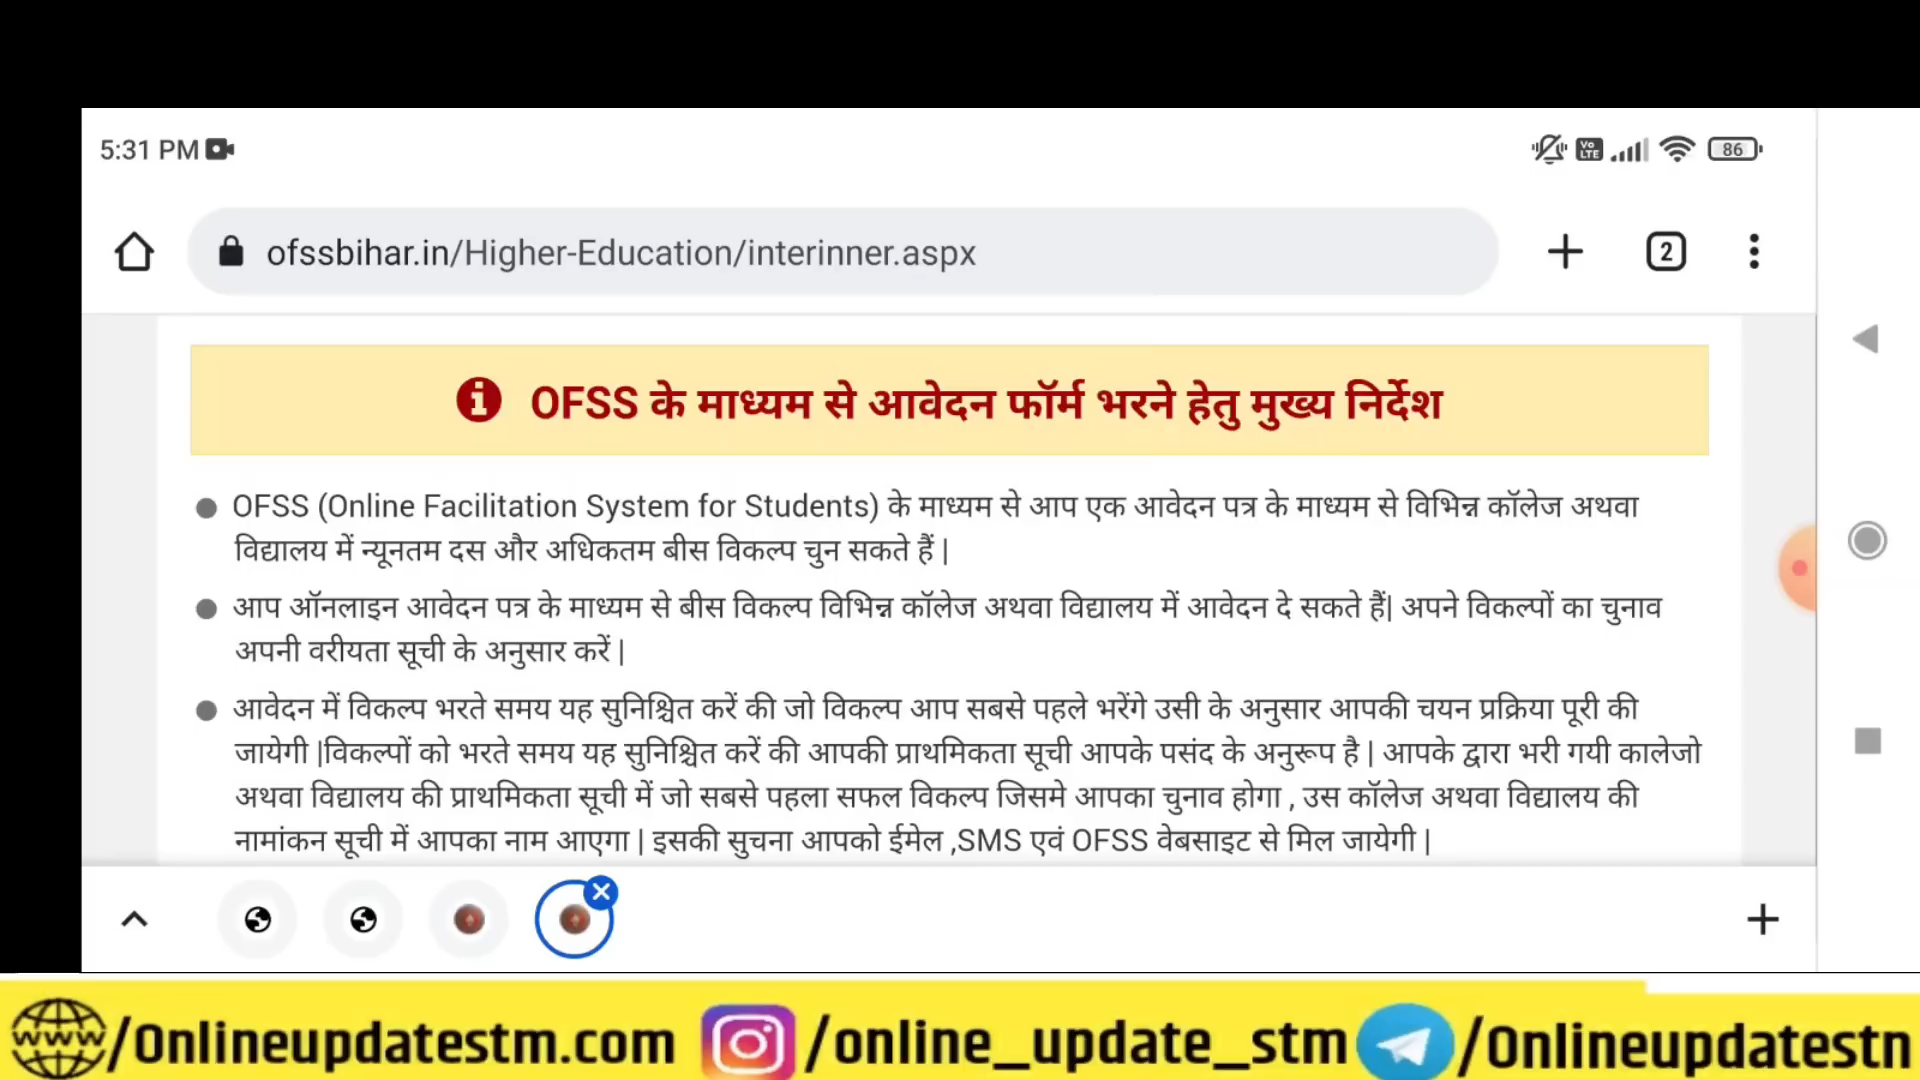 5:31 PM
Vo LTE
86
ofssbihar.in/Higher-Education/interinner.aspx
2
OFSS के माध्यम से आवेदन फॉर्म भरने हेतु मुख्य निर्देश
OFSS (Online Facilitation System for Students) के माध्यम से आप एक आवेदन पत्र के माध्यम से विभिन्न कॉलेज अथवा
विद्यालय में न्यूनतम दस और अधिकतम बीस विकल्प चुन सकते हैं |
आप ऑनलाइन आवेदन पत्र के माध्यम से बीस विकल्प विभिन्न कॉलेज अथवा विद्यालय में आवेदन दे सकते हैं| अपने विकल्पों का चुनाव
अपनी वरीयता सूची के अनुसार करें |
आवेदन में विकल्प भरते समय यह सुनिश्चित करें की जो विकल्प आप सबसे पहले भरेंगे उसी के अनुसार आपकी चयन प्रक्रिया पूरी की
जायेगी |विकल्पों को भरते समय यह सुनिश्चित करें की आपकी प्राथमिकता सूची आपके पसंद के अनुरूप है | आपके द्वारा भरी गयी कालेजो
अथवा विद्यालय की प्राथमिकता सूची में जो सबसे पहला सफल विकल्प जिसमे आपका चुनाव होगा , उस कॉलेज अथवा विद्यालय की
नामांकन सूची में आपका नाम आएगा | इसकी सुचना आपको ईमेल ,SMS एवं OFSS वेबसाइट से मिल जायेगी |
www /Onlineupdatestm.com /online_update_stm /Onlineupdatestn